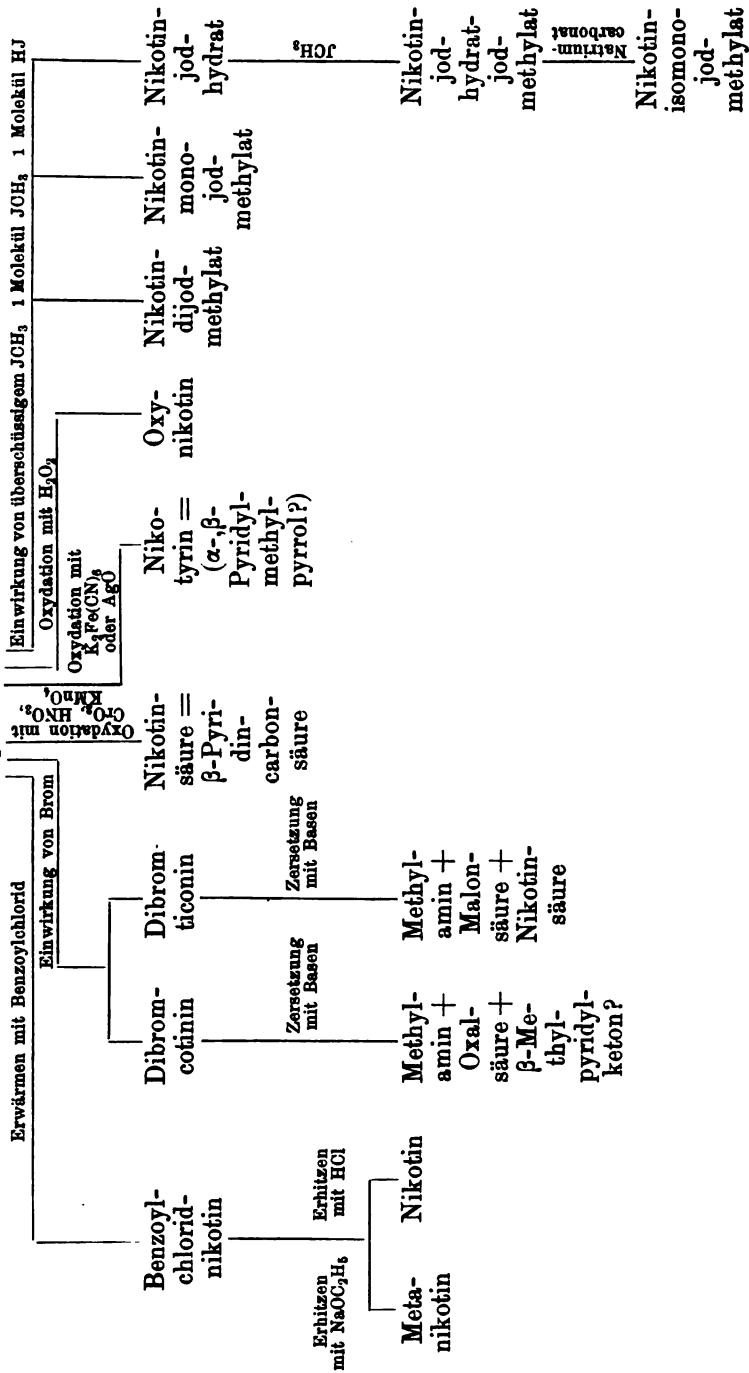 Erwärmen mit Benzoylchlorid
Einwirkung von Brom
Oxydation mit
CrO₃, HNO₃,
KMnO₄
Oxydation mit
K₃Fe(CN)₆
oder AgO
Oxydation mit H₂O₂
Einwirkung von überschüssigem JCH₃ 1 Molekül JCH₃ 1 Molekül HJ
Benzoyl-
chlorid-
nikotin
Dibrom-
cotinin
Dibrom-
ticonin
Nikotin-
säure =
β-Pyri-
din-
carbon-
säure
Niko-
tyrin =
(α-,β-
Pyridyl-
methyl-
pyrrol?)
Oxy-
nikotin
Nikotin-
dijod-
methylat
Nikotin-
mono-
jod-
methylat
Nikotin-
jod-
hydrat
Erhitzen
mit NaOC₂H₅
Erhitzen
mit HCl
Zersetzung
mit Basen
Zersetzung
mit Basen
JCH₃
Meta-
nikotin
Nikotin
Methyl-
amin +
Oxal-
säure +
β-Me-
thyl-
pyridyl-
keton?
Methyl-
amin +
Malon-
säure +
Nikotin-
säure
Nikotin-
jod-
hydrat-
jod-
methylat
Natrium-
carbonat
Nikotin-
isomono-
jod-
methylat